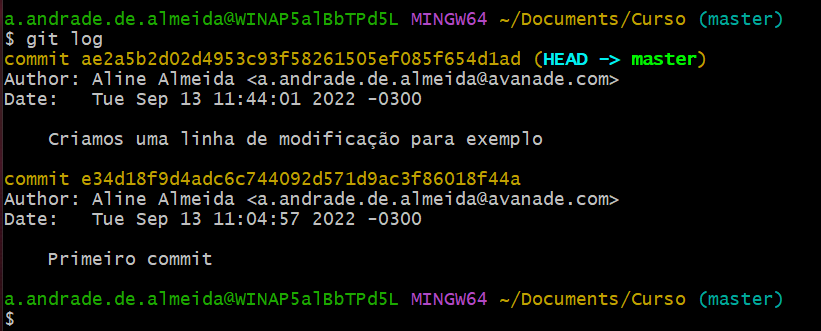 a.andrade.de.almeida@WINAP5alBbTPd5L MINGW64 ~/Documents/Curso (master)
$ git log
commit ae2a5b2d02d4953c93f58261505ef085f654d1ad (HEAD -> master)
Author: Aline Almeida <a.andrade.de.almeida@avanade.com>
Date:   Tue Sep 13 11:44:01 2022 -0300

    Criamos uma linha de modificação para exemplo

commit e34d18f9d4adc6c744092d571d9ac3f86018f44a
Author: Aline Almeida <a.andrade.de.almeida@avanade.com>
Date:   Tue Sep 13 11:04:57 2022 -0300

    Primeiro commit

a.andrade.de.almeida@WINAP5alBbTPd5L MINGW64 ~/Documents/Curso (master)
$